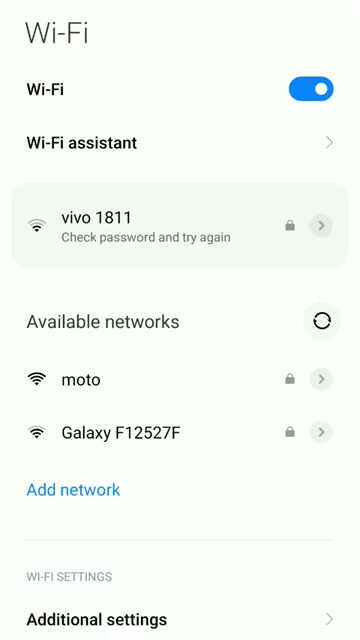 Wi-Fi
Wi-Fi
Wi-Fi assistant
vivo 1811
Check password and try again
Available networks
moto
Galaxy F12527F
Add network
WI-FI SETTINGS
Additional settings